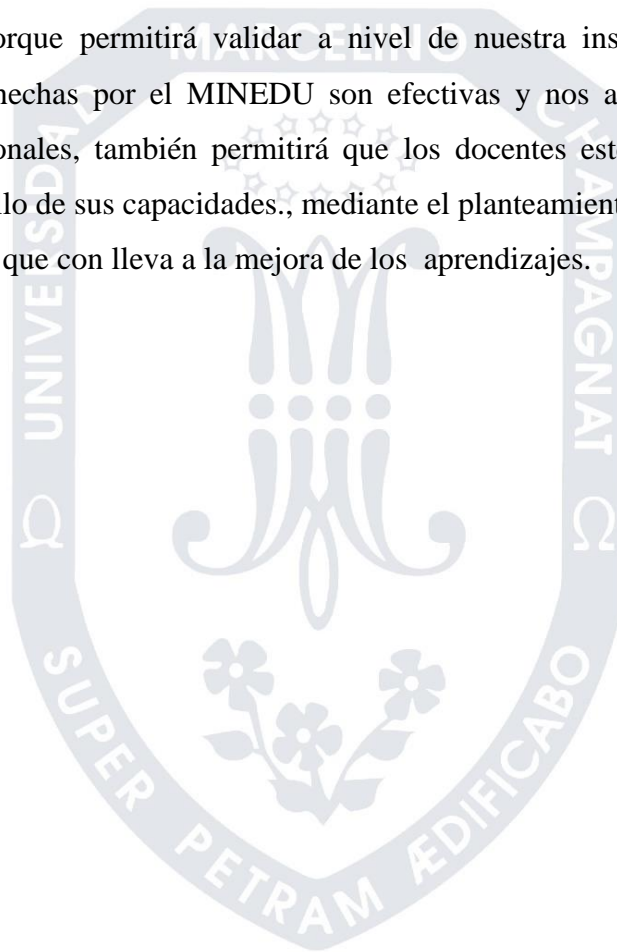 orque permitirá validar a nivel de nuestra ins
hechas por el MINEDU son efectivas y nos a
onales, también permitirá que los docentes est
llo de sus capacidades., mediante el planteamient
que con lleva a la mejora de los aprendizajes.
UNIVERSIDAD MARCELINO CHAMPAGNAT
Ω Ω
SUPER PETRAM ÆDIFICABO